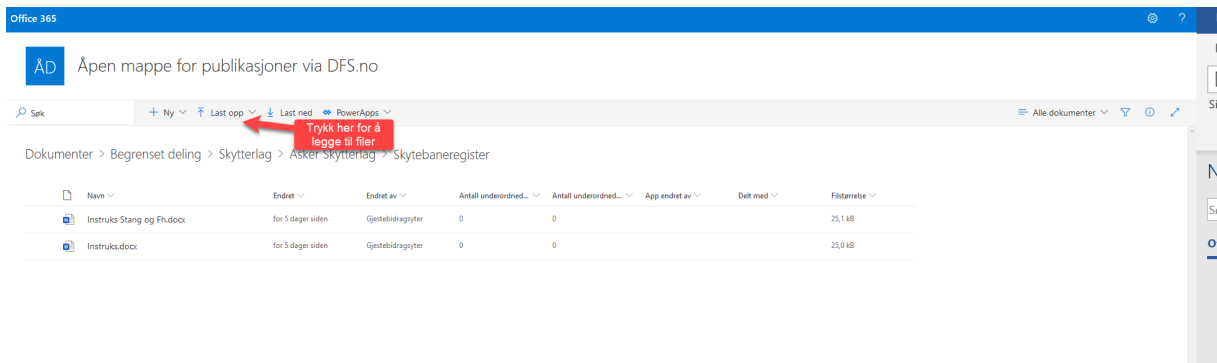 Office 365
?
ÅD Åpen mappe for publikasjoner via DFS.no
Søk + Ny Last opp Last ned PowerApps Alle dokumenter
Trykk her for å
legge til filer
Dokumenter > Begrenset deling > Skytterlag > Asker Skytterlag > Skytebaneregister
Navn Endret Endret av Antall underordned... Antall underordned... App endret av Delt med Filstørrelse
Instruks Stang og Fh.docx for 5 dager siden Gjestebidragsyter 0 0 25,1 kB
Instruks.docx for 5 dager siden Gjestebidragsyter 0 0 25,0 kB